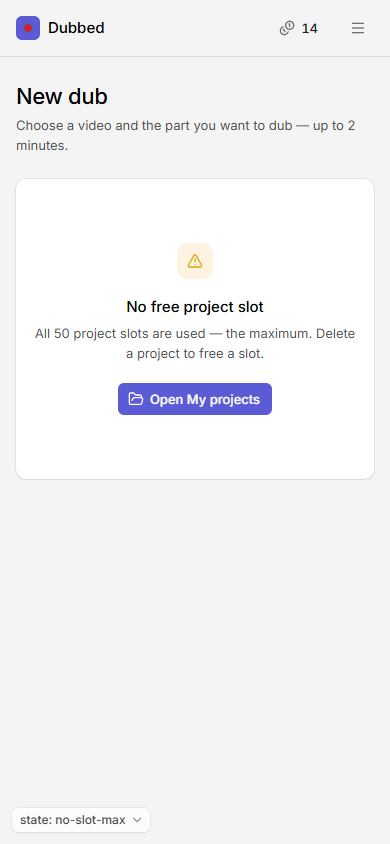 Dubbed
14
New dub
Choose a video and the part you want to dub — up to 2
minutes.
No free project slot
All 50 project slots are used — the maximum. Delete
a project to free a slot.
Open My projects
state: no-slot-max